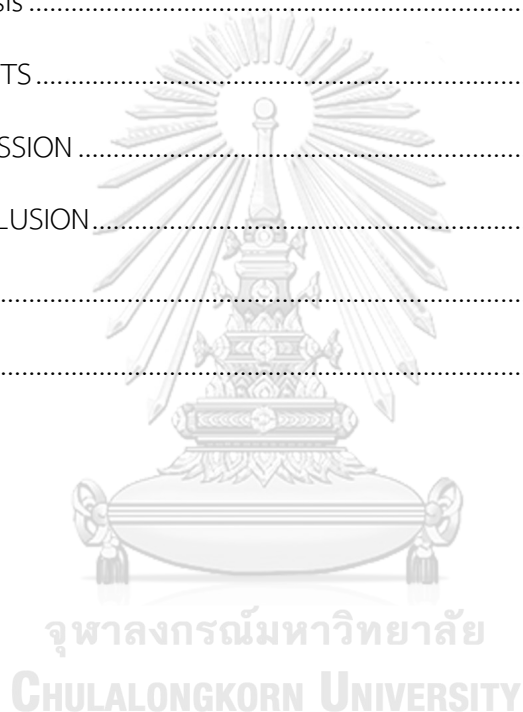 sis ........................................................................
TS ........................................................................
SSION ........................................................................
LUSION ........................................................................
........................................................................
........................................................................
จุฬาลงกรณ์มหาวิทยาลัย
CHULALONGKORN UNIVERSITY